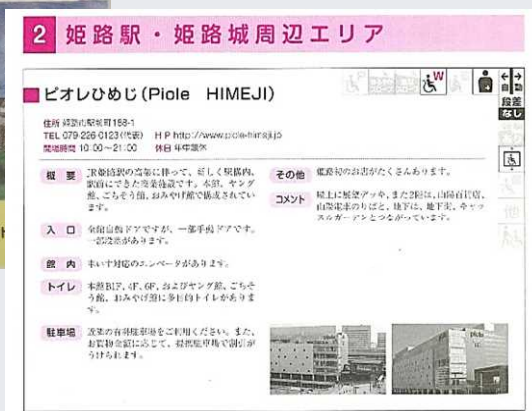 2 姫路駅・姫路城周辺エリア
ピオレひめじ(Piole HIMEJI)
W
自動
段差
なし
住所 姫路市駅前町188-1
TEL 079-226-0123(代表) HP http://www.piole-himeji.jp
開場時間 10:00～21:00 休日 年中無休
概要 JR姫路駅の高架に伴って、新しく駅構内、
駅前にできた商業施設です。本館、ヤング
館、ごちそう館、おみやげ館で構成されてい
ます。
入口 全館自動ドアですが、一部手動ドアです。
一部段差があります。
館内 車いす対応のエレベータがあります。
トイレ 本館B1F、4F、6F、およびヤング館、ごちそ
う館、おみやげ館に多目的トイレがありま
す。
駐車場 近隣の有料駐車場をご利用ください。また、
お買物金額に応じて、提携駐車場で割引が
うけられます。
その他 姫路初のお店がたくさんあります。
コメント 屋上に展望デッキ、また2階は、山陽百貨店、
山陽電車のりばと、地下は、地下街、キャッ
スルガーデンとつながっています。